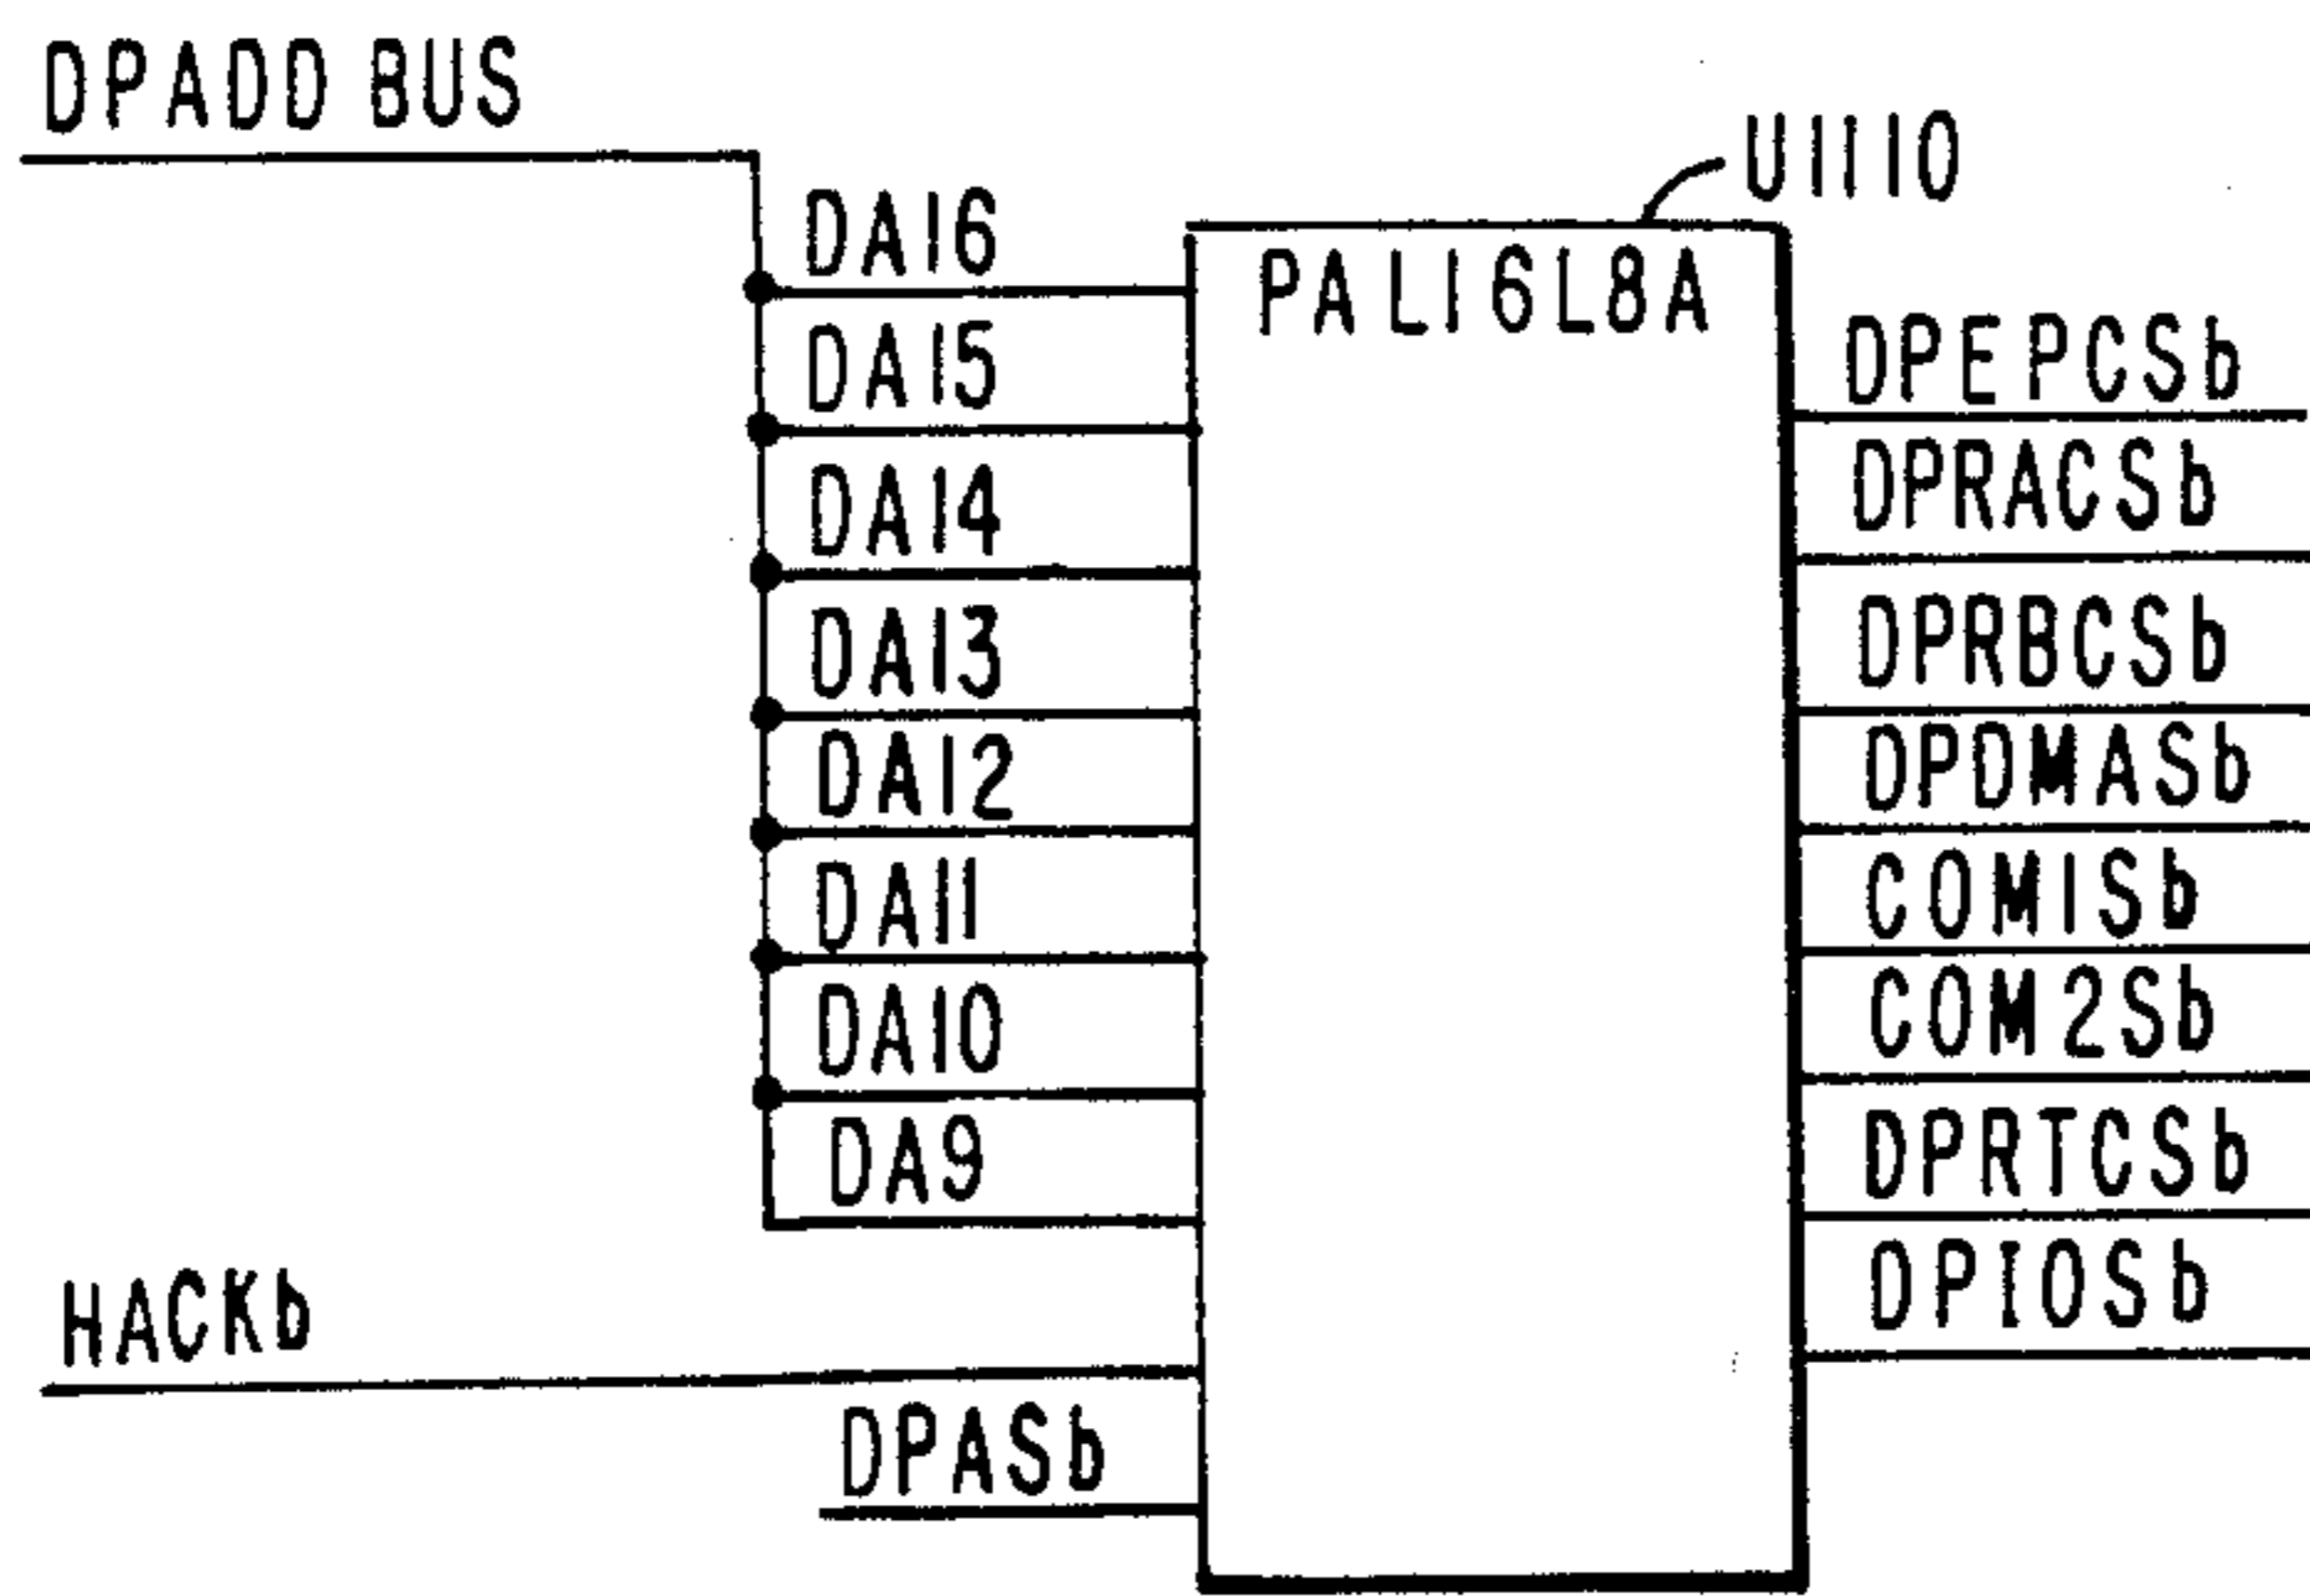 DPADD BUS
U1110
DA16
PAL16L8A
DA15
DPEPCSb
DA14
DPRACSb
DA13
DPRBCSb
DA12
DPDMASb
DA11
COM1Sb
DA10
COM2Sb
DA9
DPRTCSb
HACKb
DPIOSb
DPASb